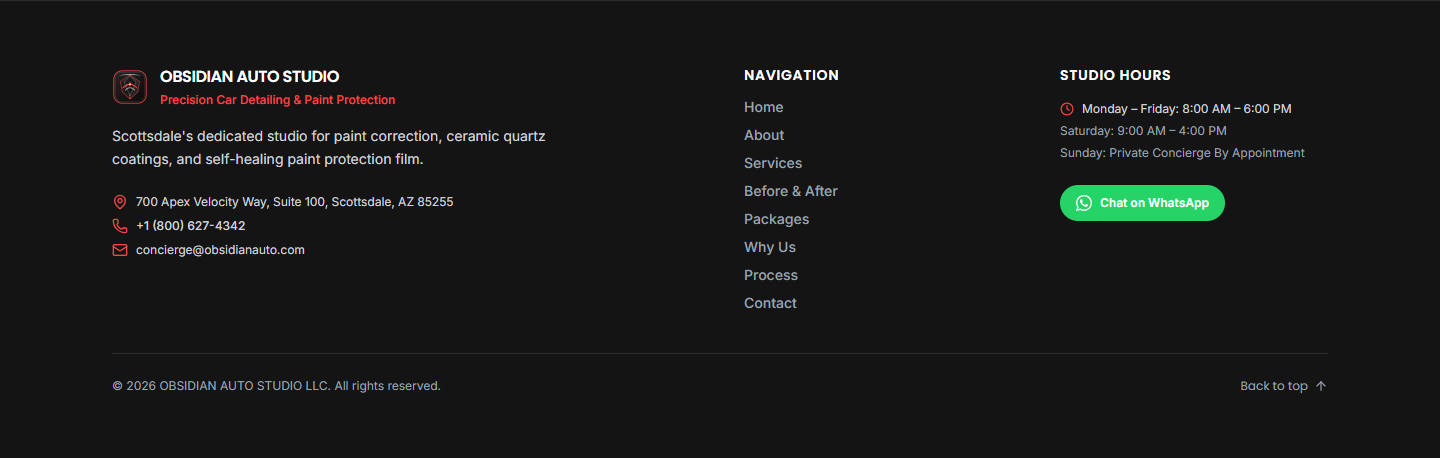 OBSIDIAN AUTO STUDIO
Precision Car Detailing & Paint Protection
Scottsdale's dedicated studio for paint correction, ceramic quartz
coatings, and self-healing paint protection film.
700 Apex Velocity Way, Suite 100, Scottsdale, AZ 85255
+1 (800) 627-4342
concierge@obsidianauto.com
NAVIGATION
Home
About
Services
Before & After
Packages
Why Us
Process
Contact
STUDIO HOURS
Monday – Friday: 8:00 AM – 6:00 PM
Saturday: 9:00 AM – 4:00 PM
Sunday: Private Concierge By Appointment
Chat on WhatsApp
© 2026 OBSIDIAN AUTO STUDIO LLC. All rights reserved.
Back to top